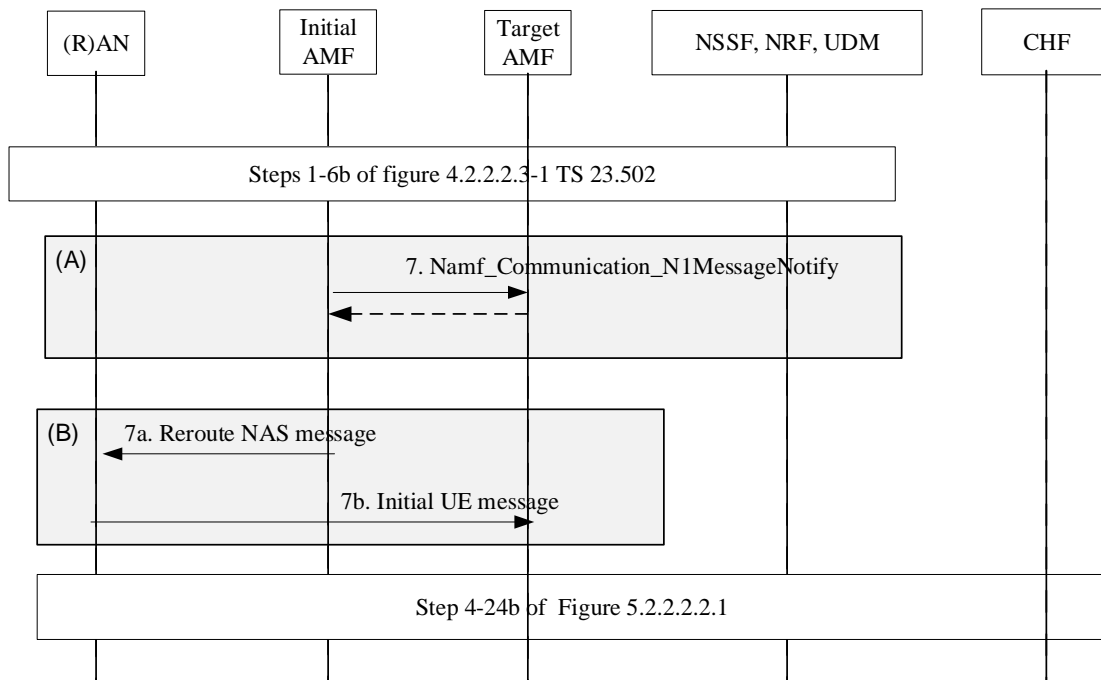 (R)AN
Initial
AMF
Target
AMF
NSSF, NRF, UDM
CHF
Steps 1-6b of figure 4.2.2.2.3-1 TS 23.502
(A)
7. Namf_Communication_N1MessageNotify
(B)
7a. Reroute NAS message
7b. Initial UE message
Step 4-24b of Figure 5.2.2.2.2.1